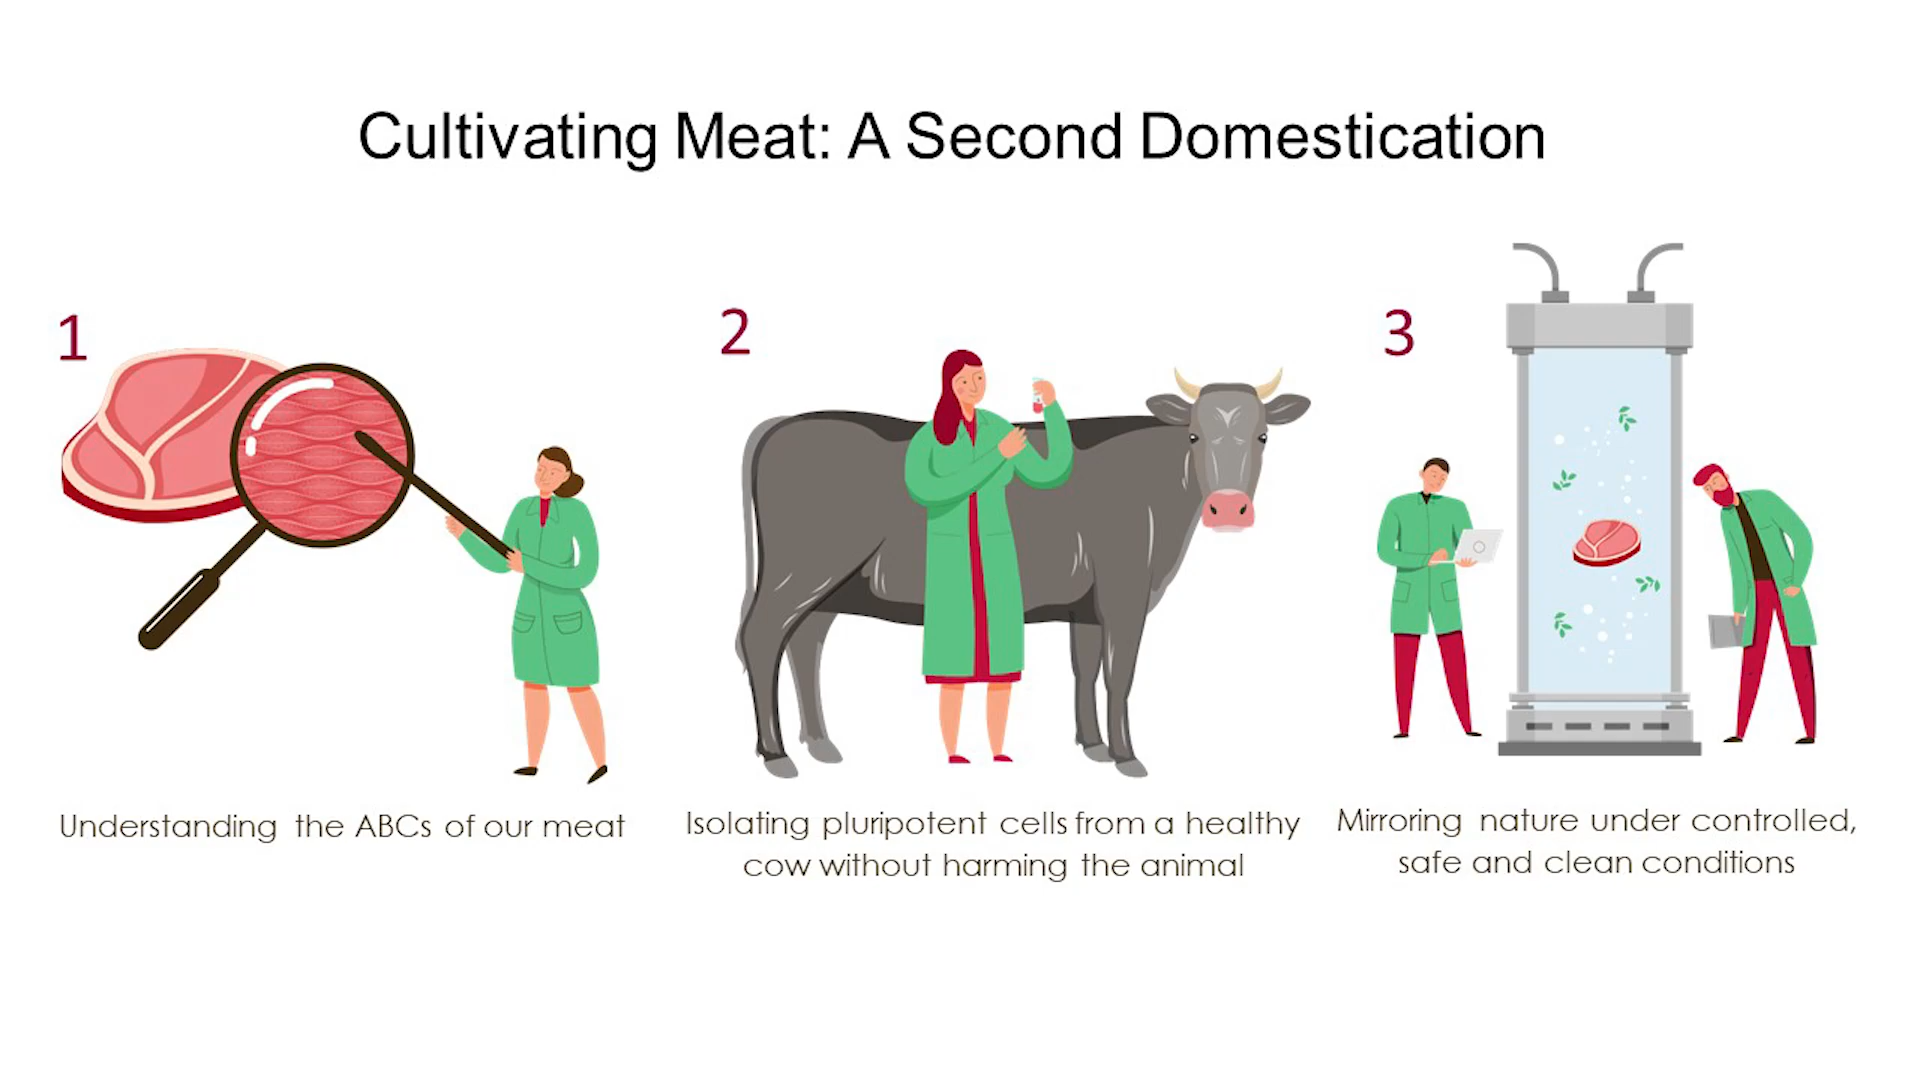 Cultivating Meat: A Second Domestication
1
Understanding the ABCs of our meat
2
Isolating pluripotent cells from a healthy
cow without harming the animal
3
Mirroring nature under controlled,
safe and clean conditions